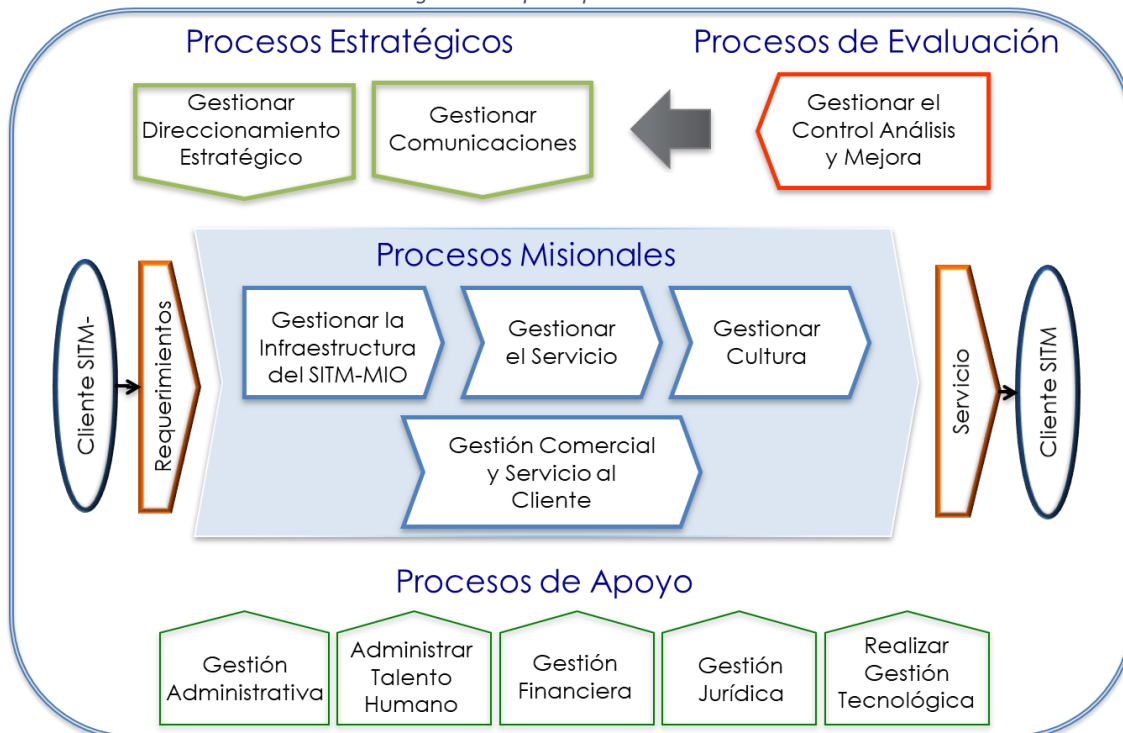 Procesos Estratégicos
Procesos de Evaluación
Gestionar
Direccionamiento
Estratégico
Gestionar
Comunicaciones
Gestionar el
Control Análisis
y Mejora
Procesos Misionales
Cliente SITM-
Requerimientos
Gestionar la
Infraestructura
del SITM-MIO
Gestionar
el Servicio
Gestionar
Cultura
Gestión Comercial
y Servicio al
Cliente
Servicio
Cliente SITM
Procesos de Apoyo
Gestión
Administrativa
Administrar
Talento
Humano
Gestión
Financiera
Gestión
Jurídica
Realizar
Gestión
Tecnológica